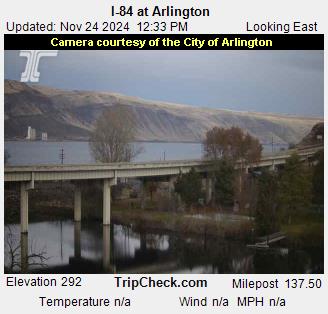 I-84 at Arlington
Updated: Nov 24 2024 12:33 PM Looking East
Camera courtesy of the City of Arlington
Elevation 292 TripCheck.com Milepost 137.50
Temperature n/a Wind n/a MPH n/a